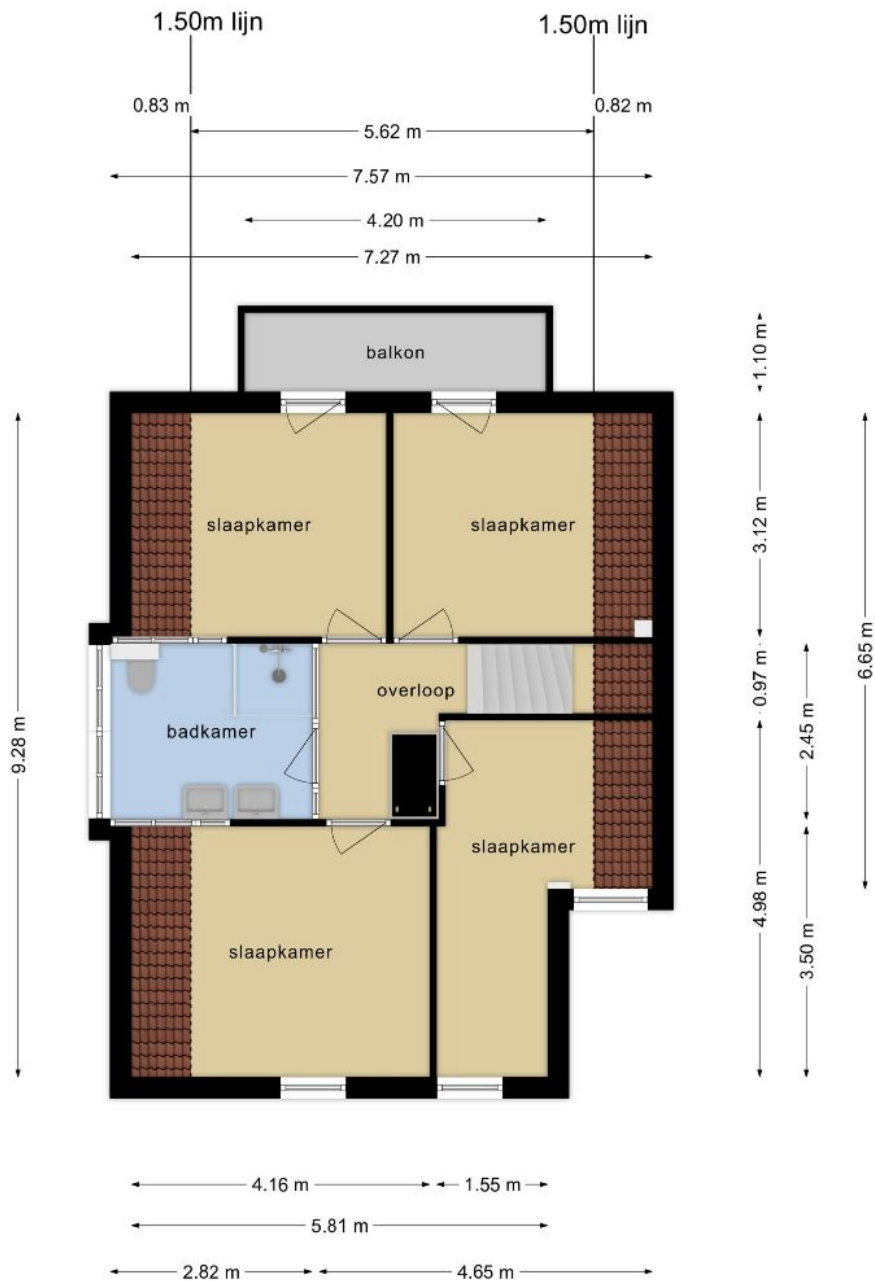 1.50m lijn
1.50m lijn
0.83 m
0.82 m
5.62 m
7.57 m
4.20 m
7.27 m
balkon
1.10 m
slaapkamer
slaapkamer
3.12 m
6.65 m
overloop
0.97 m
badkamer
2.45 m
9.28 m
slaapkamer
4.98 m
slaapkamer
3.50 m
4.16 m
1.55 m
5.81 m
2.82 m
4.65 m